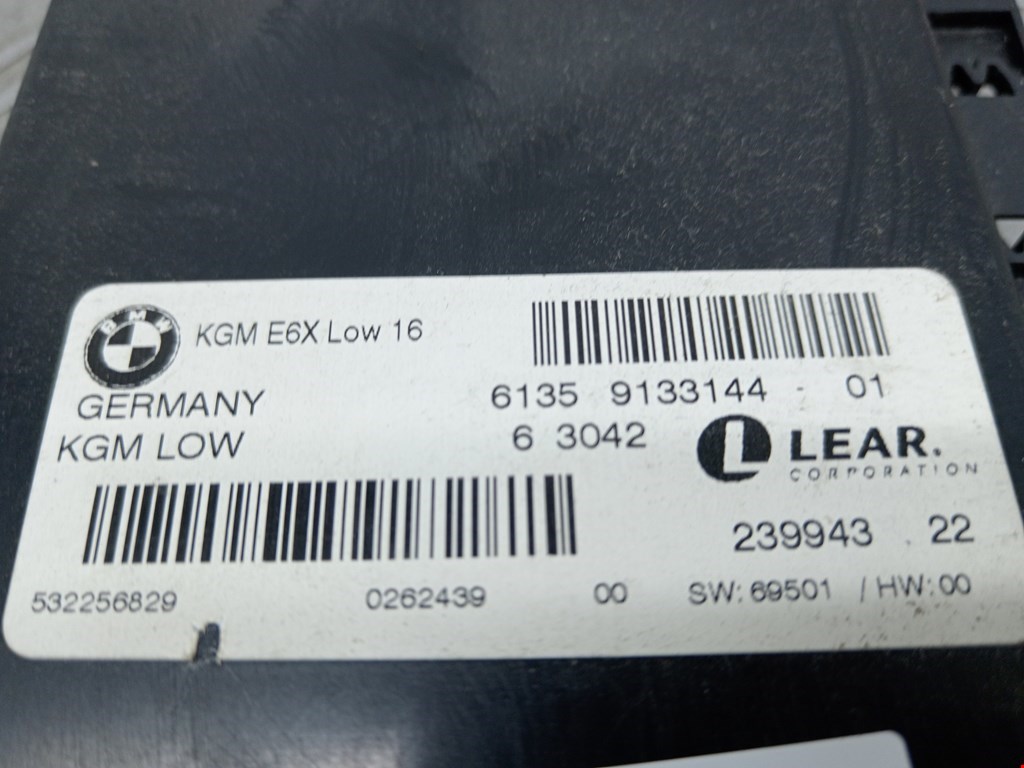 BMW KGM E6X Low 16
GERMANY
6135 9133144 - 01
KGM LOW
6 3042
LEAR.
CORPORATION
239943 22
532256829 0262439 00 SW: 69501 / HW: 00